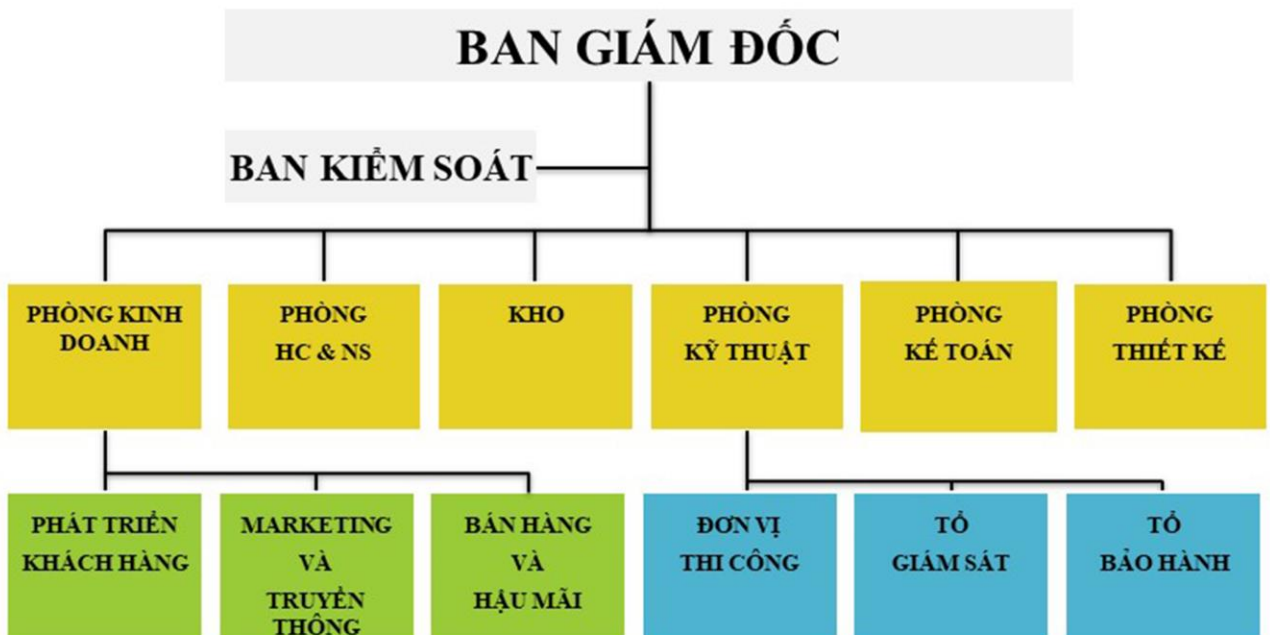 BAN GIÁM ĐỐC
BAN KIỂM SOÁT
PHÒNG KINH
DOANH
PHÒNG
HC & NS
KHO
PHÒNG
KỸ THUẬT
PHÒNG
KẾ TOÁN
PHÒNG
THIẾT KẾ
PHÁT TRIỂN
KHÁCH HÀNG
MARKETING
VÀ
TRUYỀN
THÔNG
BÁN HÀNG
VÀ
HẬU MÃI
ĐƠN VỊ
THI CÔNG
TỔ
GIÁM SÁT
TỔ
BẢO HÀNH